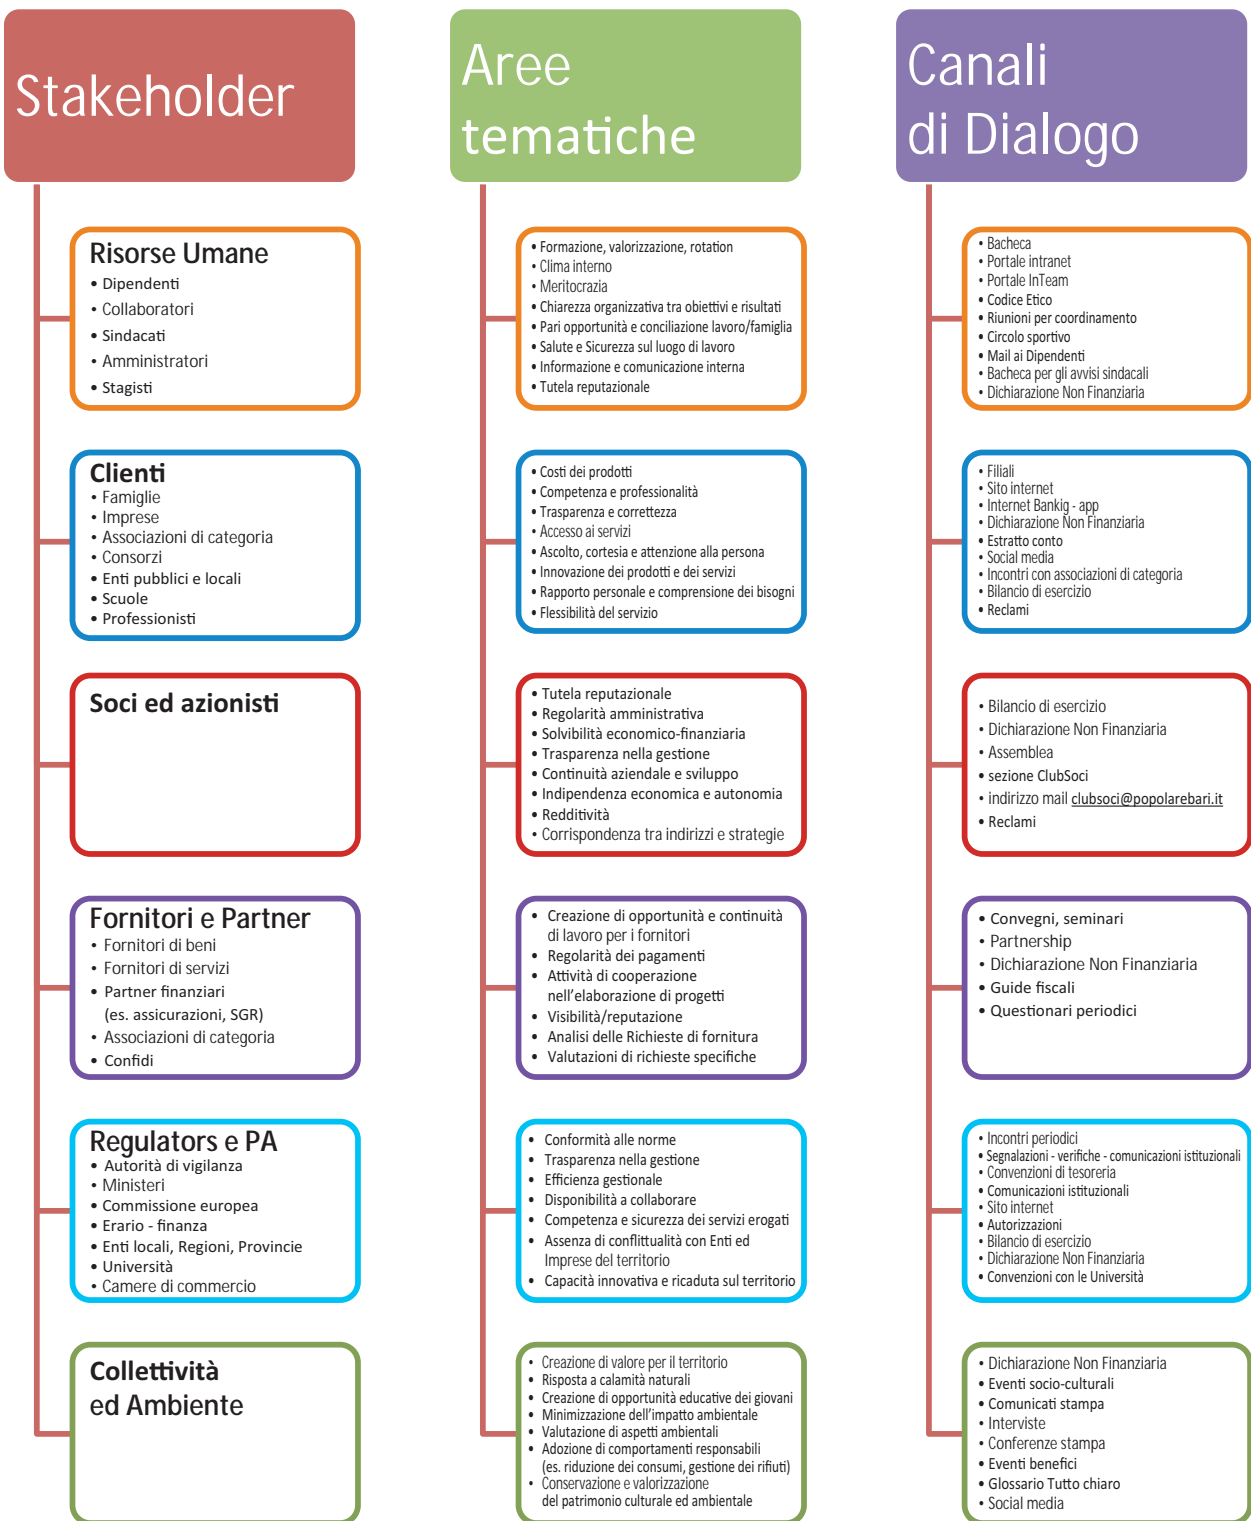 Stakeholder
Risorse Umane
• Dipendenti
• Collaboratori
• Sindacati
• Amministratori
• Stagisti
Clienti
• Famiglie
• Imprese
• Associazioni di categoria
• Consorzi
• Enti pubblici e locali
• Scuole
• Professionisti
Soci ed azionisti
Fornitori e Partner
• Fornitori di beni
• Fornitori di servizi
• Partner finanziari
(es. assicurazioni, SGR)
• Associazioni di categoria
• Confidi
Regulators e PA
• Autorità di vigilanza
• Ministeri
• Commissione europea
• Erario - finanza
• Enti locali, Regioni, Provincie
• Università
• Camere di commercio
Collettività
ed Ambiente
Aree
tematiche
• Formazione, valorizzazione, rotation
• Clima interno
• Meritocrazia
• Chiarezza organizzativa tra obiettivi e risultati
• Pari opportunità e conciliazione lavoro/famiglia
• Salute e Sicurezza sul luogo di lavoro
• Informazione e comunicazione interna
• Tutela reputazionale
• Costi dei prodotti
• Competenza e professionalità
• Trasparenza e correttezza
• Accesso ai servizi
• Ascolto, cortesia e attenzione alla persona
• Innovazione dei prodotti e dei servizi
• Rapporto personale e comprensione dei bisogni
• Flessibilità del servizio
• Tutela reputazionale
• Regolarità amministrativa
• Solvibilità economico-finanziaria
• Trasparenza nella gestione
• Continuità aziendale e sviluppo
• Indipendenza economica e autonomia
• Redditività
• Corrispondenza tra indirizzi e strategie
• Creazione di opportunità e continuità
di lavoro per i fornitori
• Regolarità dei pagamenti
• Attività di cooperazione
nell'elaborazione di progetti
• Visibilità/reputazione
• Analisi delle Richieste di fornitura
• Valutazioni di richieste specifiche
• Conformità alle norme
• Trasparenza nella gestione
• Efficienza gestionale
• Disponibilità a collaborare
• Competenza e sicurezza dei servizi erogati
• Assenza di conflittualità con Enti ed
Imprese del territorio
• Capacità innovativa e ricaduta sul territorio
• Creazione di valore per il territorio
• Risposta a calamità naturali
• Creazione di opportunità educative dei giovani
• Minimizzazione dell'impatto ambientale
• Valutazione di aspetti ambientali
• Adozione di comportamenti responsabili
(es. riduzione dei consumi, gestione dei rifiuti)
• Conservazione e valorizzazione
del patrimonio culturale ed ambientale
Canali
di Dialogo
• Bacheca
• Portale intranet
• Portale InTeam
• Codice Etico
• Riunioni per coordinamento
• Circolo sportivo
• Mail ai Dipendenti
• Bacheca per gli avvisi sindacali
• Dichiarazione Non Finanziaria
• Filiali
• Sito internet
• Internet Bankig - app
• Dichiarazione Non Finanziaria
• Estratto conto
• Social media
• Incontri con associazioni di categoria
• Bilancio di esercizio
• Reclami
• Bilancio di esercizio
• Dichiarazione Non Finanziaria
• Assemblea
• sezione ClubSoci
• indirizzo mail clubsoci@popolarebari.it
• Reclami
• Convegni, seminari
• Partnership
• Dichiarazione Non Finanziaria
• Guide fiscali
• Questionari periodici
• Incontri periodici
• Segnalazioni - verifiche - comunicazioni istituzionali
• Convenzioni di tesoreria
• Comunicazioni istituzionali
• Sito internet
• Autorizzazioni
• Bilancio di esercizio
• Dichiarazione Non Finanziaria
• Convenzioni con le Università
• Dichiarazione Non Finanziaria
• Eventi socio-culturali
• Comunicati stampa
• Interviste
• Conferenze stampa
• Eventi benefici
• Glossario Tutto chiaro
• Social media